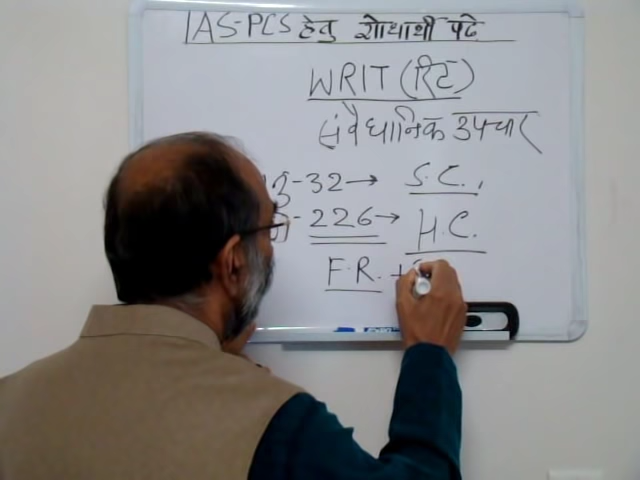 IAS-PCS हेतु शोधार्थी पढे
WRIT (रिट)
संवैधानिक उपचार
-32→ S.C.,
-226→ H.C.
F.R. +